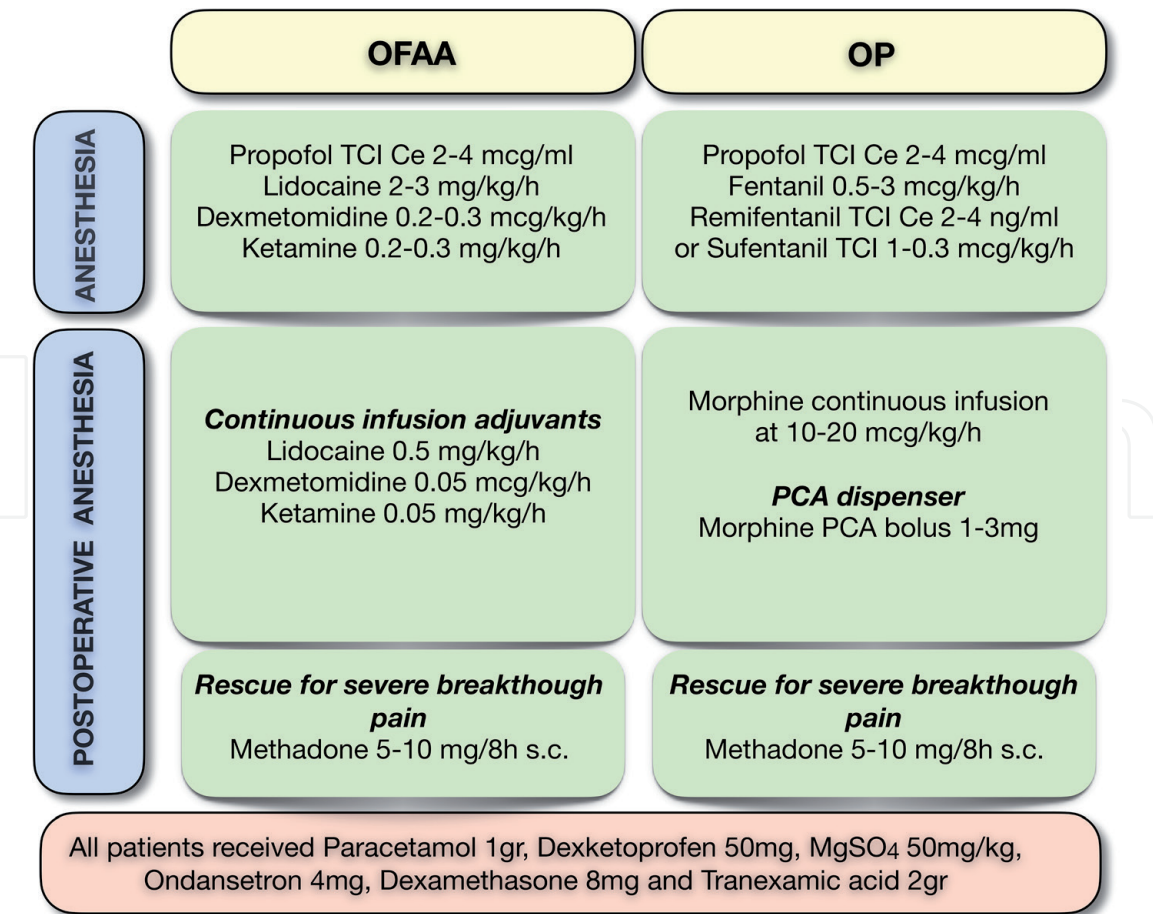 OFAA
OP
ANESTHESIA
Propofol TCI Ce 2-4 mcg/ml
Lidocaine 2-3 mg/kg/h
Dexmetomidine 0.2-0.3 mcg/kg/h
Ketamine 0.2-0.3 mg/kg/h
Propofol TCI Ce 2-4 mcg/ml
Fentanil 0.5-3 mcg/kg/h
Remifentanil TCI Ce 2-4 ng/ml
or Sufentanil TCI 1-0.3 mcg/kg/h
POSTOPERATIVE ANESTHESIA
Continuous infusion adjuvants
Lidocaine 0.5 mg/kg/h
Dexmetomidine 0.05 mcg/kg/h
Ketamine 0.05 mg/kg/h
Morphine continuous infusion
at 10-20 mcg/kg/h
PCA dispenser
Morphine PCA bolus 1-3mg
Rescue for severe breakthough
pain
Methadone 5-10 mg/8h s.c.
Rescue for severe breakthough
pain
Methadone 5-10 mg/8h s.c.
All patients received Paracetamol 1gr, Dexketoprofen 50mg, MgSO4 50mg/kg,
Ondansetron 4mg, Dexamethasone 8mg and Tranexamic acid 2gr